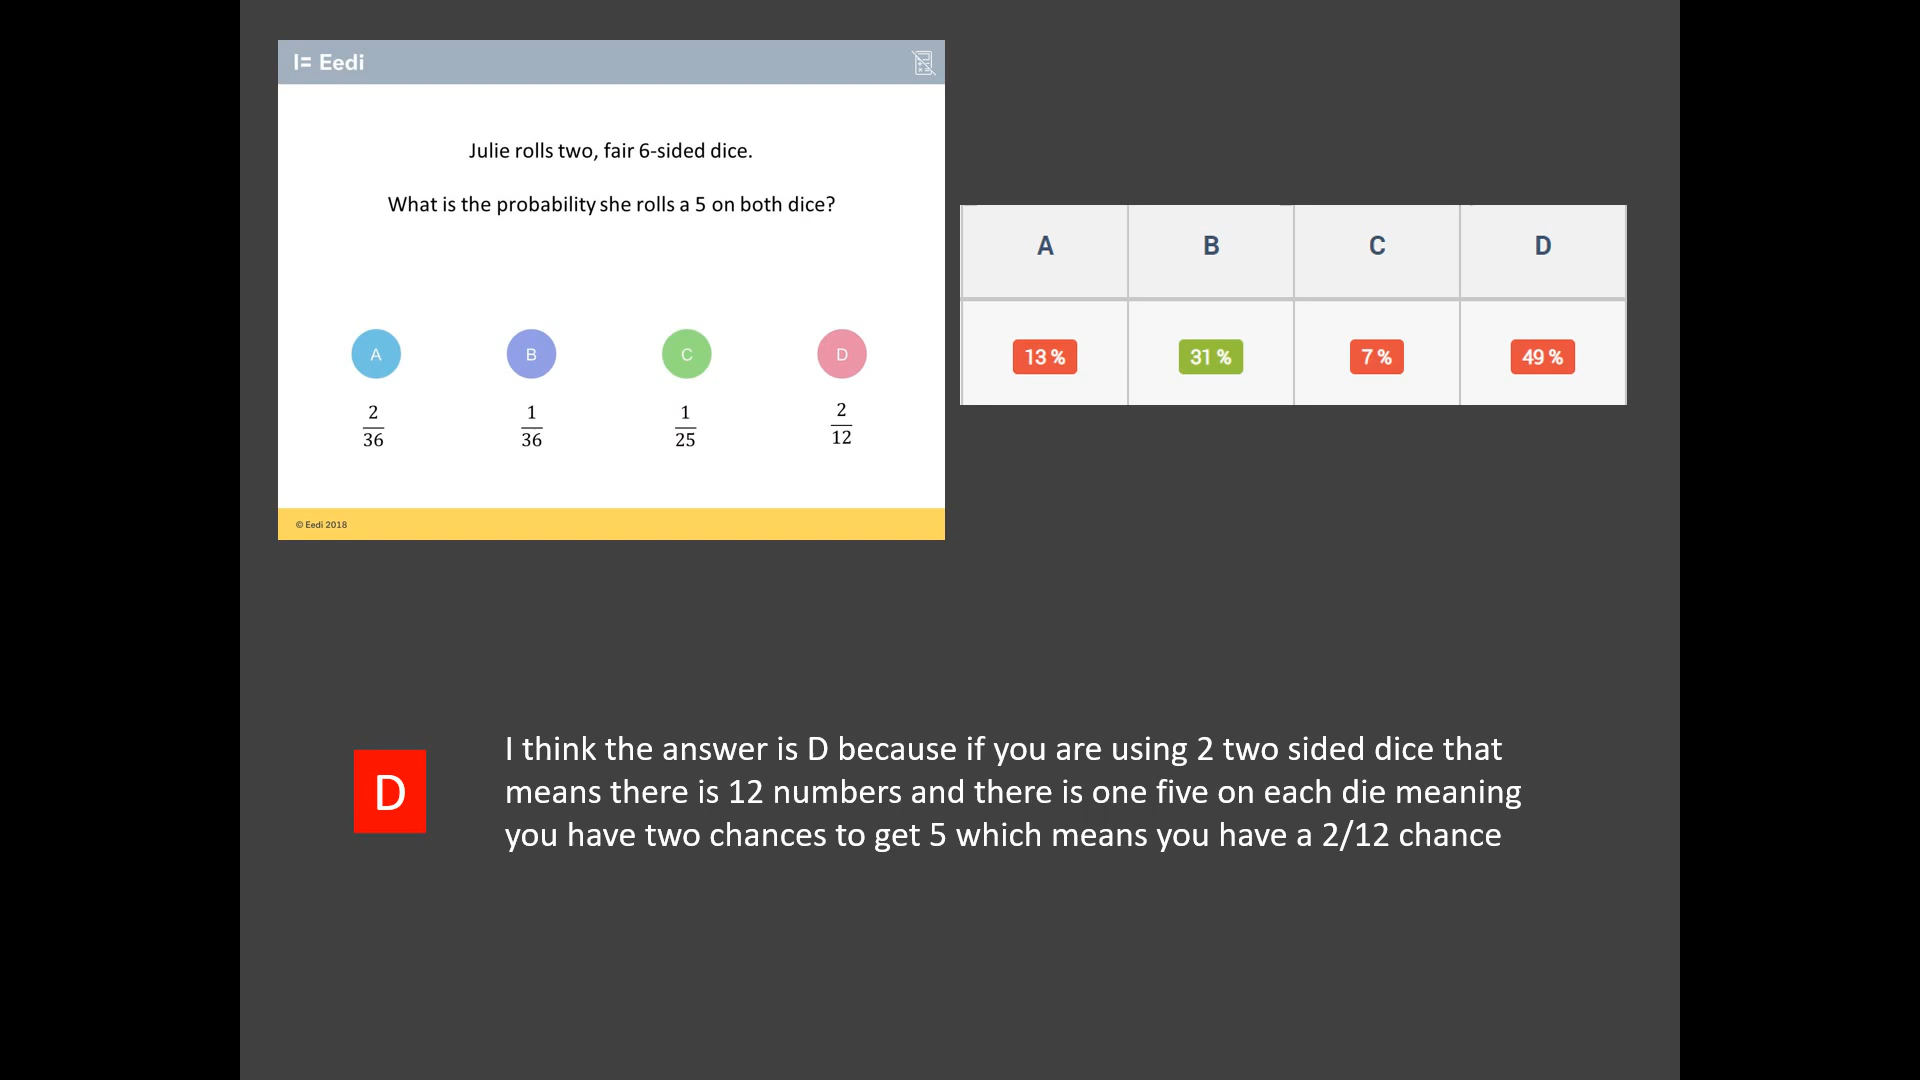 Eedi
Julie rolls two, fair 6-sided dice.
What is the probability she rolls a 5 on both dice?
A B C D
2/36 1/36 1/25 2/12
© Eedi 2018
A B C D
13 % 31 % 7 % 49 %
D
I think the answer is D because if you are using 2 two sided dice that
means there is 12 numbers and there is one five on each die meaning
you have two chances to get 5 which means you have a 2/12 chance